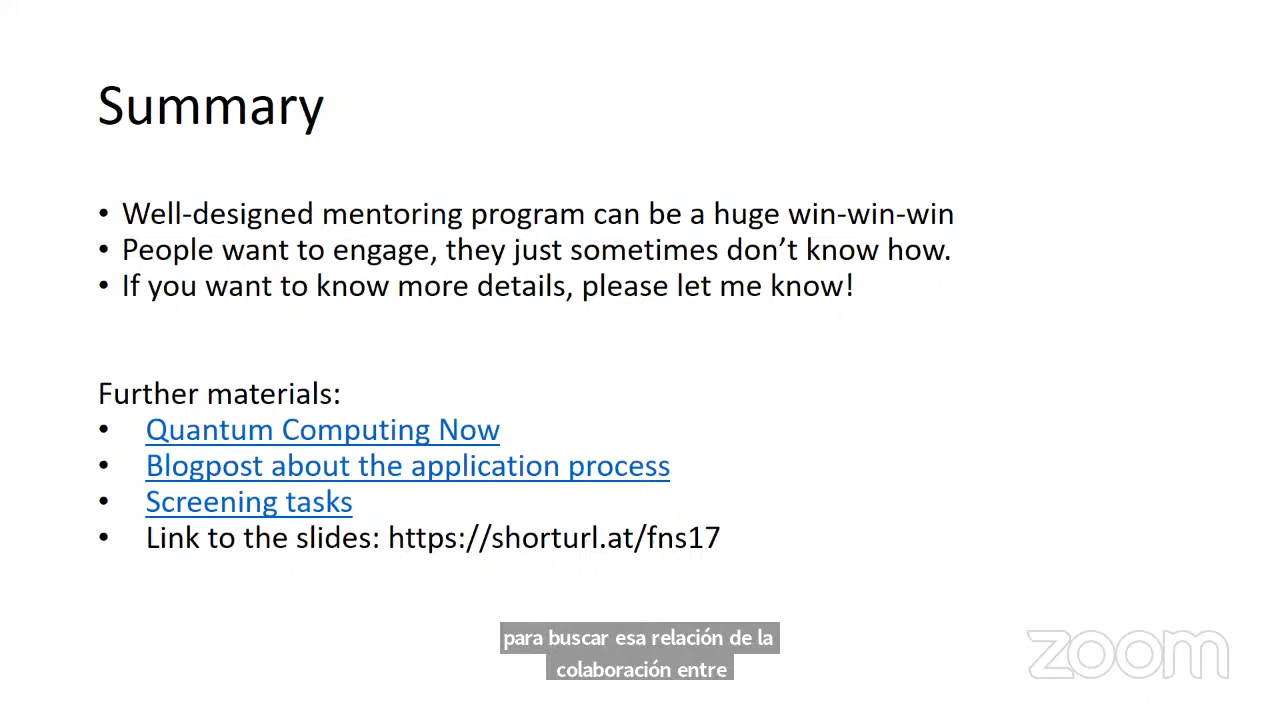 Summary
• Well-designed mentoring program can be a huge win-win-win
• People want to engage, they just sometimes don’t know how.
• If you want to know more details, please let me know!
Further materials:
• Quantum Computing Now
• Blogpost about the application process
• Screening tasks
• Link to the slides: https://shorturl.at/fns17
para buscar esa relación de la
colaboración entre
zoom